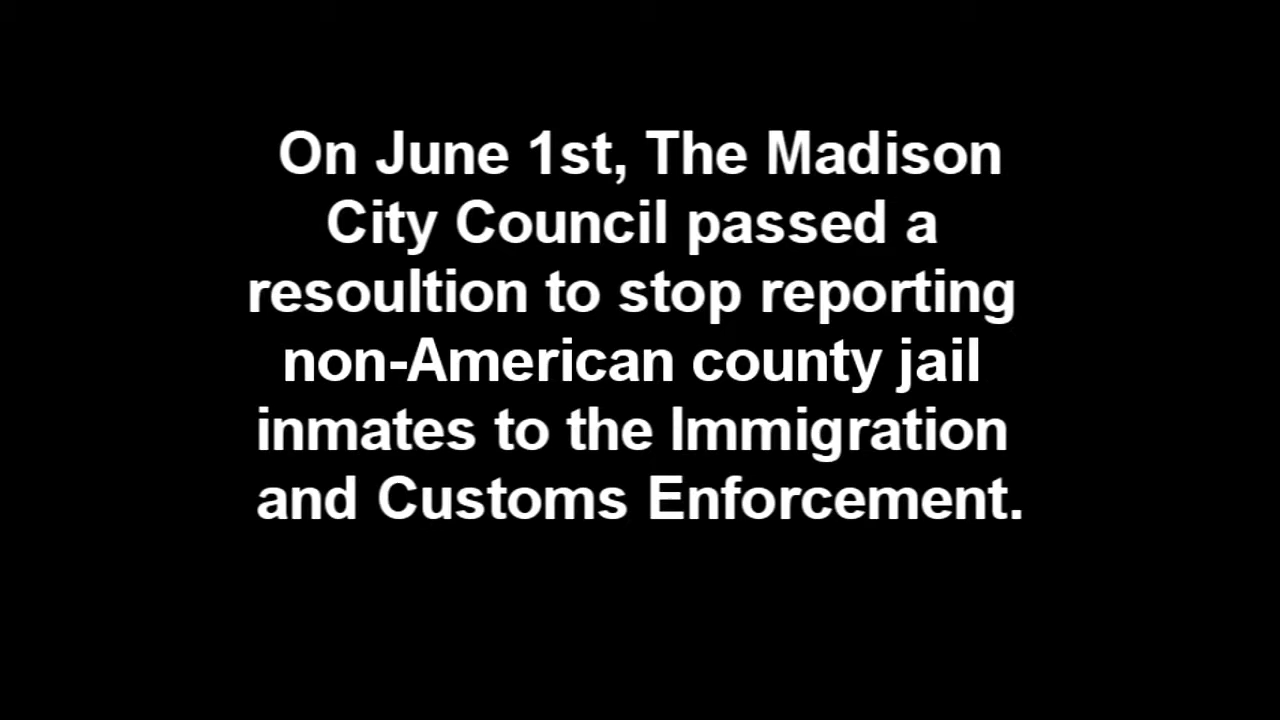 On June 1st, The Madison
City Council passed a
resoultion to stop reporting
non-American county jail
inmates to the Immigration
and Customs Enforcement.